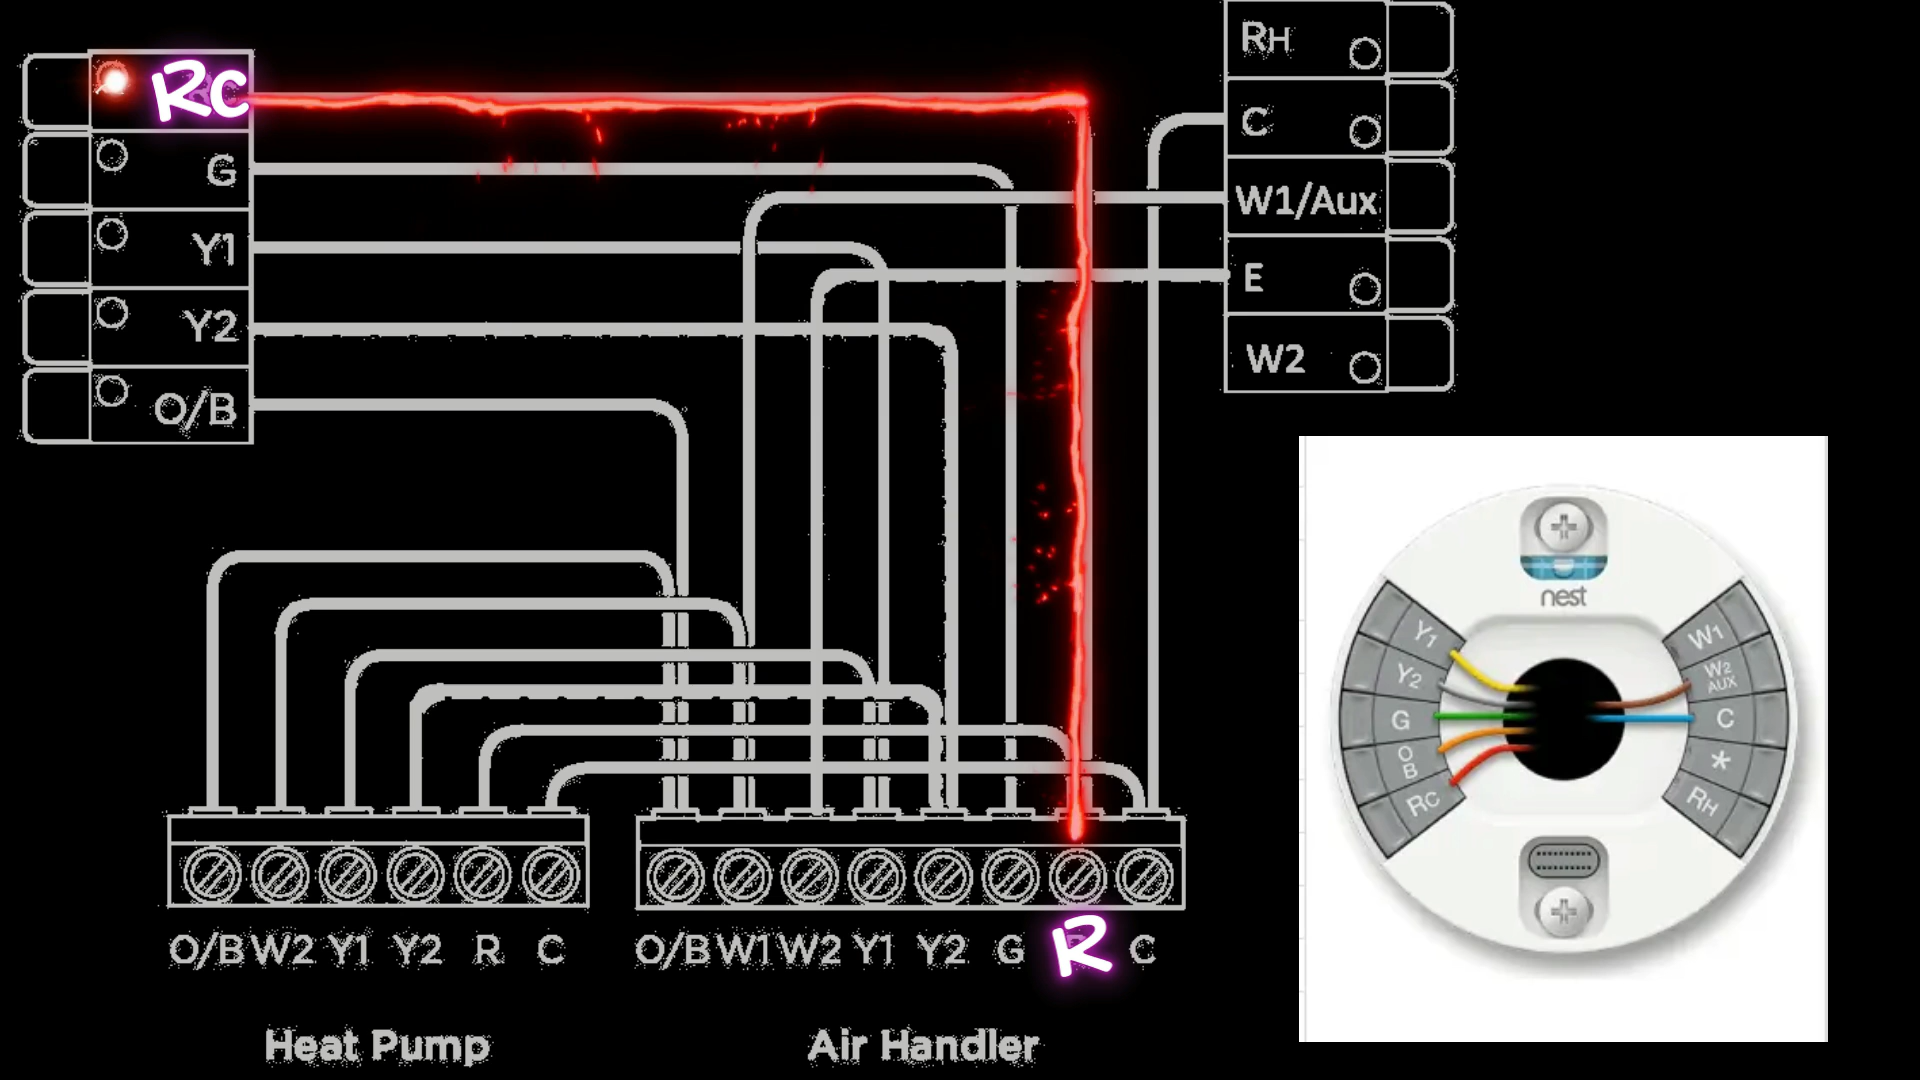 RC
G
Y1
Y2
O/B
RH
C
W1/Aux
E
W2
O/B W2 Y1 Y2 R C
O/B W1 W2 Y1 Y2 G R C
Heat Pump
Air Handler
nest
Y1
Y2
G
O
B
RC
W1
W2
AUX
C
*
RH